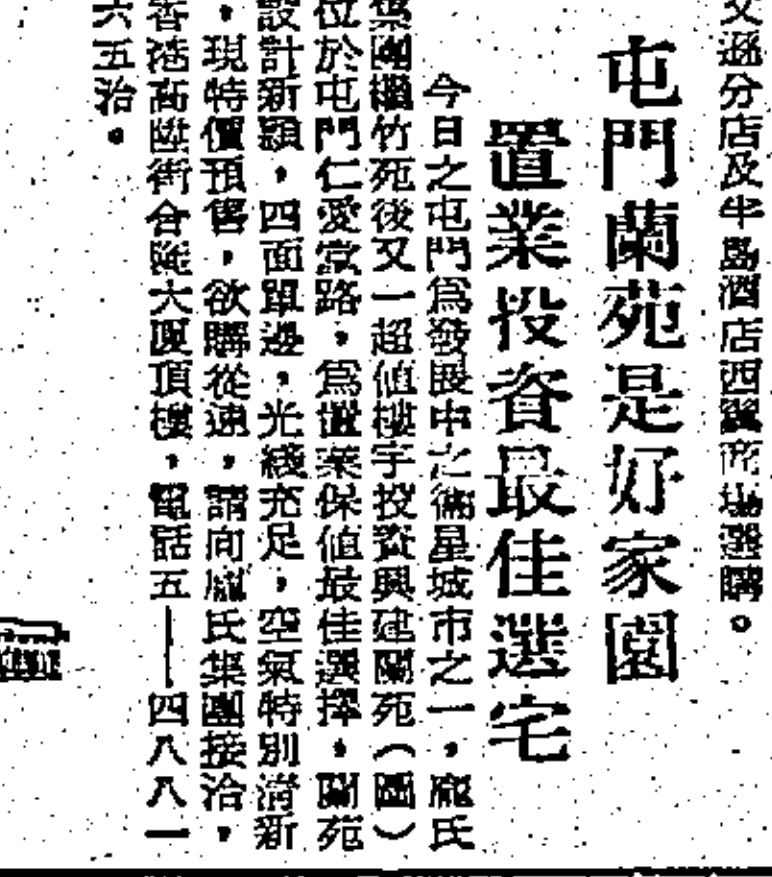 文遜分店及半島酒店西翼商場選購。
屯門蘭苑是好家園
置業投資最佳選宅
今日之屯門為發展中之衞星城市之一，龐氏
集團繼竹苑後又一超值樓宇投資興建蘭苑（圖）
位於屯門仁愛堂路，為置業保值最佳選擇，蘭苑
設計新穎，四面單邊，光綫充足，空氣特別清新
，現特價預售，欲購從速，請向龐氏集團接洽，
香港高陞街合隆大厦頂樓，電話五——四八八一
六五洽。